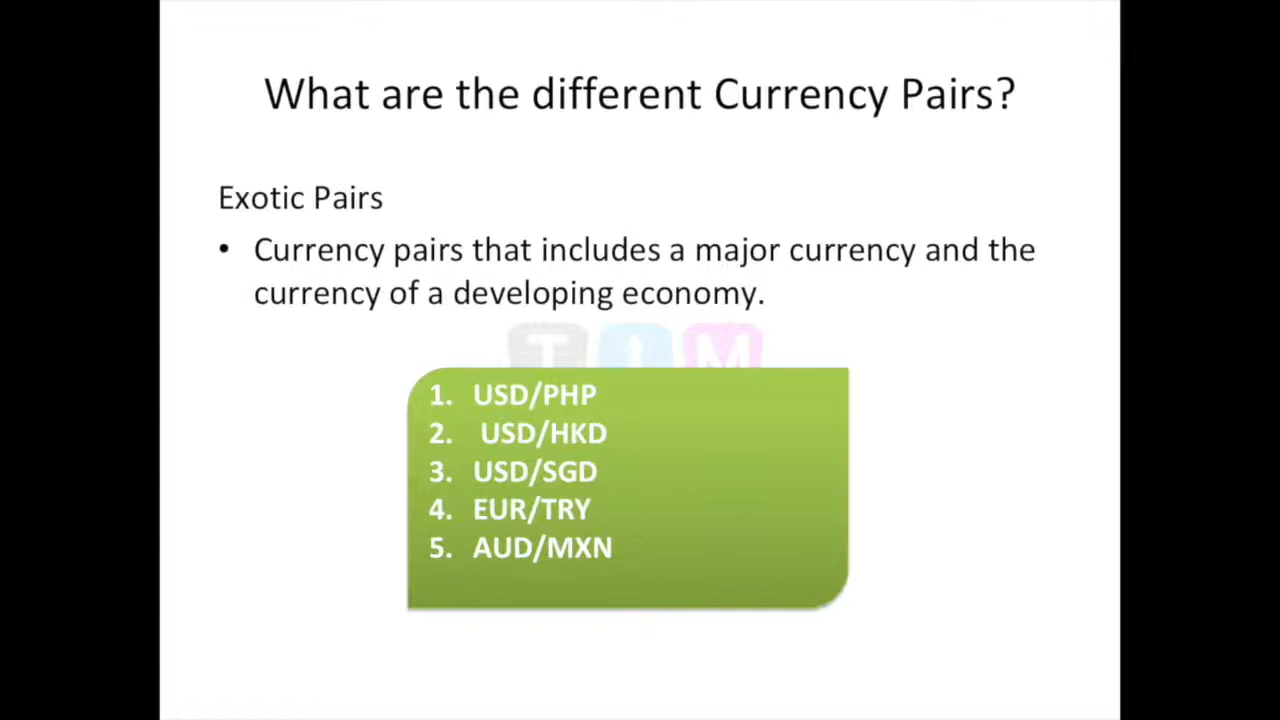 What are the different Currency Pairs?
Exotic Pairs
• Currency pairs that includes a major currency and the
currency of a developing economy.
T I M
1. USD/PHP
2. USD/HKD
3. USD/SGD
4. EUR/TRY
5. AUD/MXN